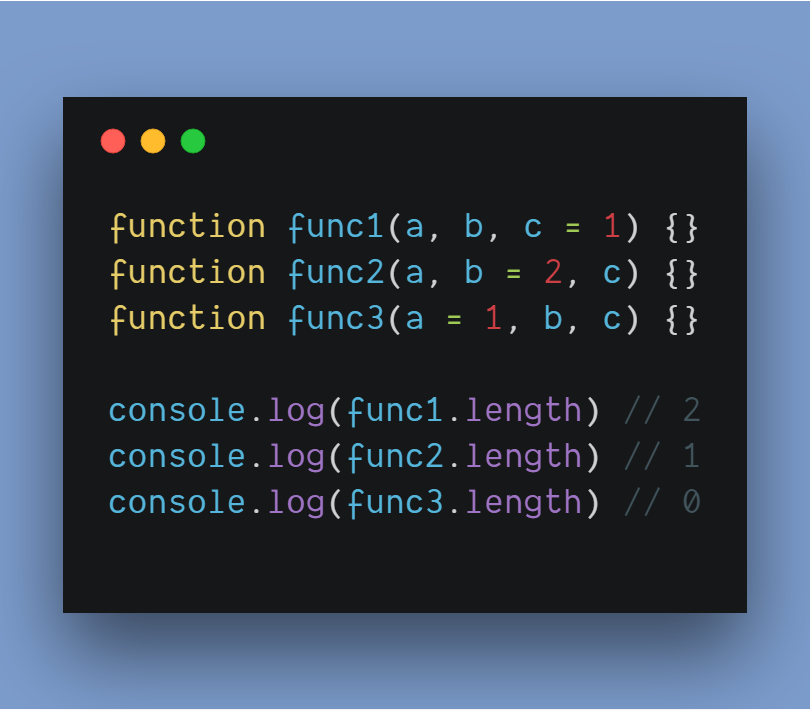 function func1(a, b, c = 1) {}
function func2(a, b = 2, c) {}
function func3(a = 1, b, c) {}
console.log(func1.length) // 2
console.log(func2.length) // 1
console.log(func3.length) // 0